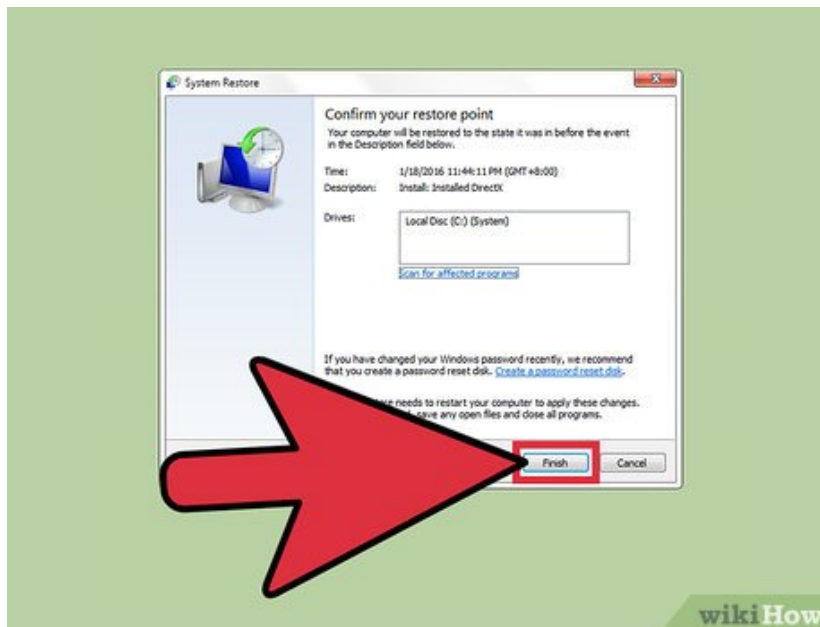 System Restore
Confirm your restore point
Your computer will be restored to the state it was in before the event
in the Description field below.
Time: 1/18/2016 11:44:11 PM (GMT +8:00)
Description: Install: Installed DirectX
Drives: Local Disc (C:) (System)
Scan for affected programs
If you have changed your Windows password recently, we recommend
that you create a password reset disk. Create a password reset disk.
needs to restart your computer to apply these changes.
save any open files and close all programs.
Finish Cancel
wikiHow